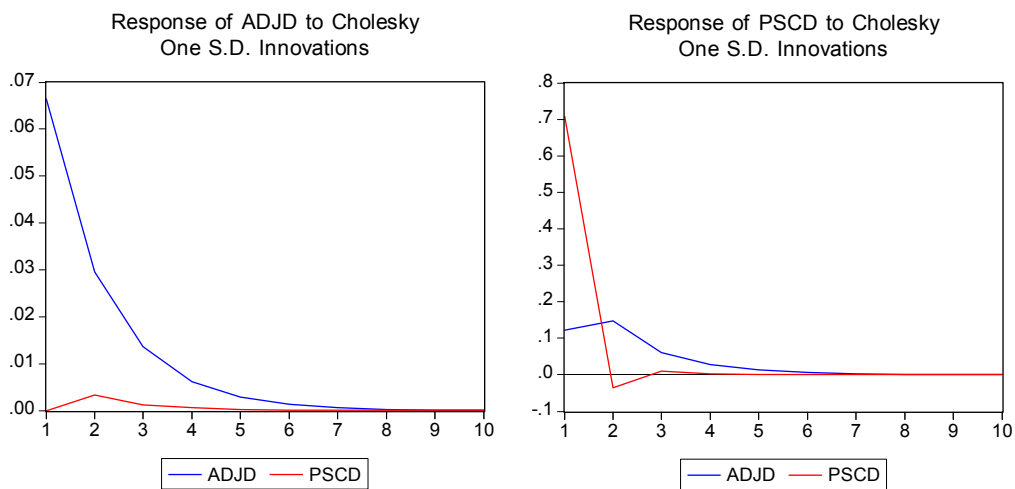 Response of ADJD to Cholesky
One S.D. Innovations
.07
.06
.05
.04
.03
.02
.01
.00
1 2 3 4 5 6 7 8 9 10
ADJD PSCD
Response of PSCD to Cholesky
One S.D. Innovations
.8
.7
.6
.5
.4
.3
.2
.1
.0
-.1
1 2 3 4 5 6 7 8 9 10
ADJD PSCD